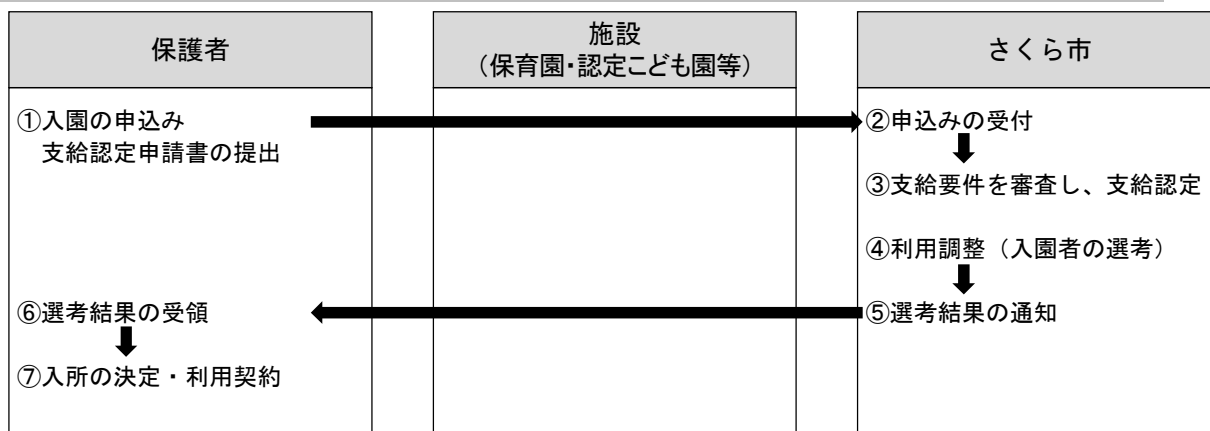 保護者
施設
（保育園・認定こども園等）
さくら市
①入園の申込み
支給認定申請書の提出
②申込みの受付
③支給要件を審査し、支給認定
④利用調整（入園者の選考）
⑥選考結果の受領
⑤選考結果の通知
⑦入所の決定・利用契約